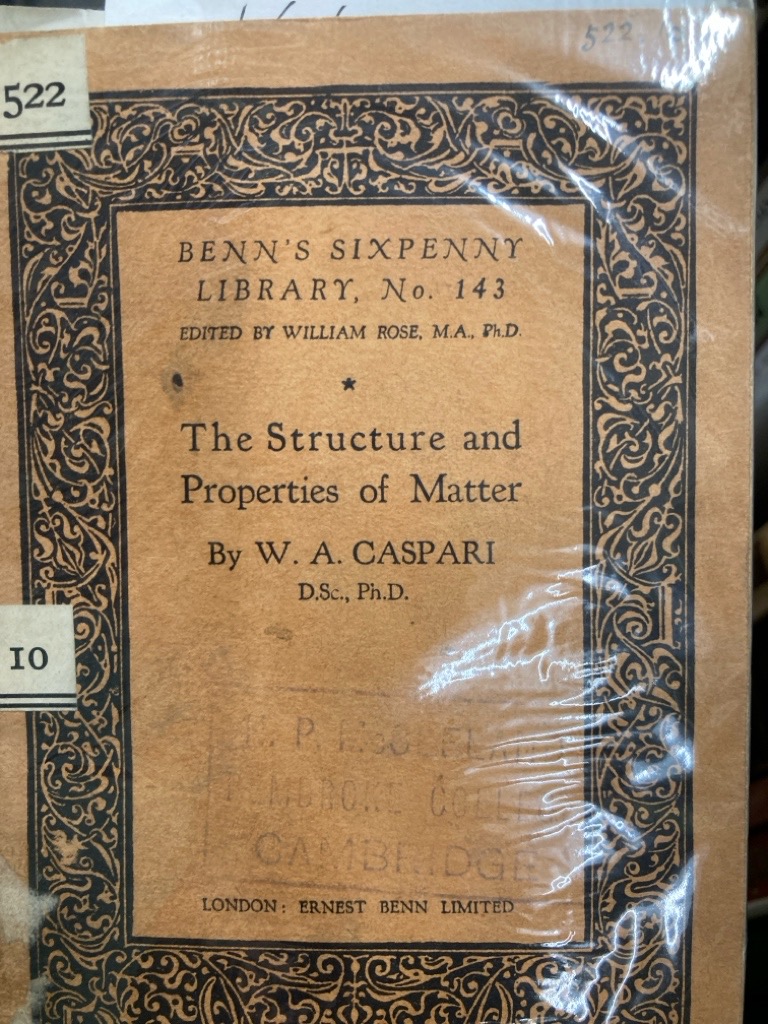 522
522
BENN'S SIXPENNY
LIBRARY, No. 143
EDITED BY WILLIAM ROSE, M.A., Ph.D.
The Structure and
Properties of Matter
By W. A. CASPARI
D.Sc., Ph.D.
10
CAMBRIDGE
LONDON: ERNEST BENN LIMITED